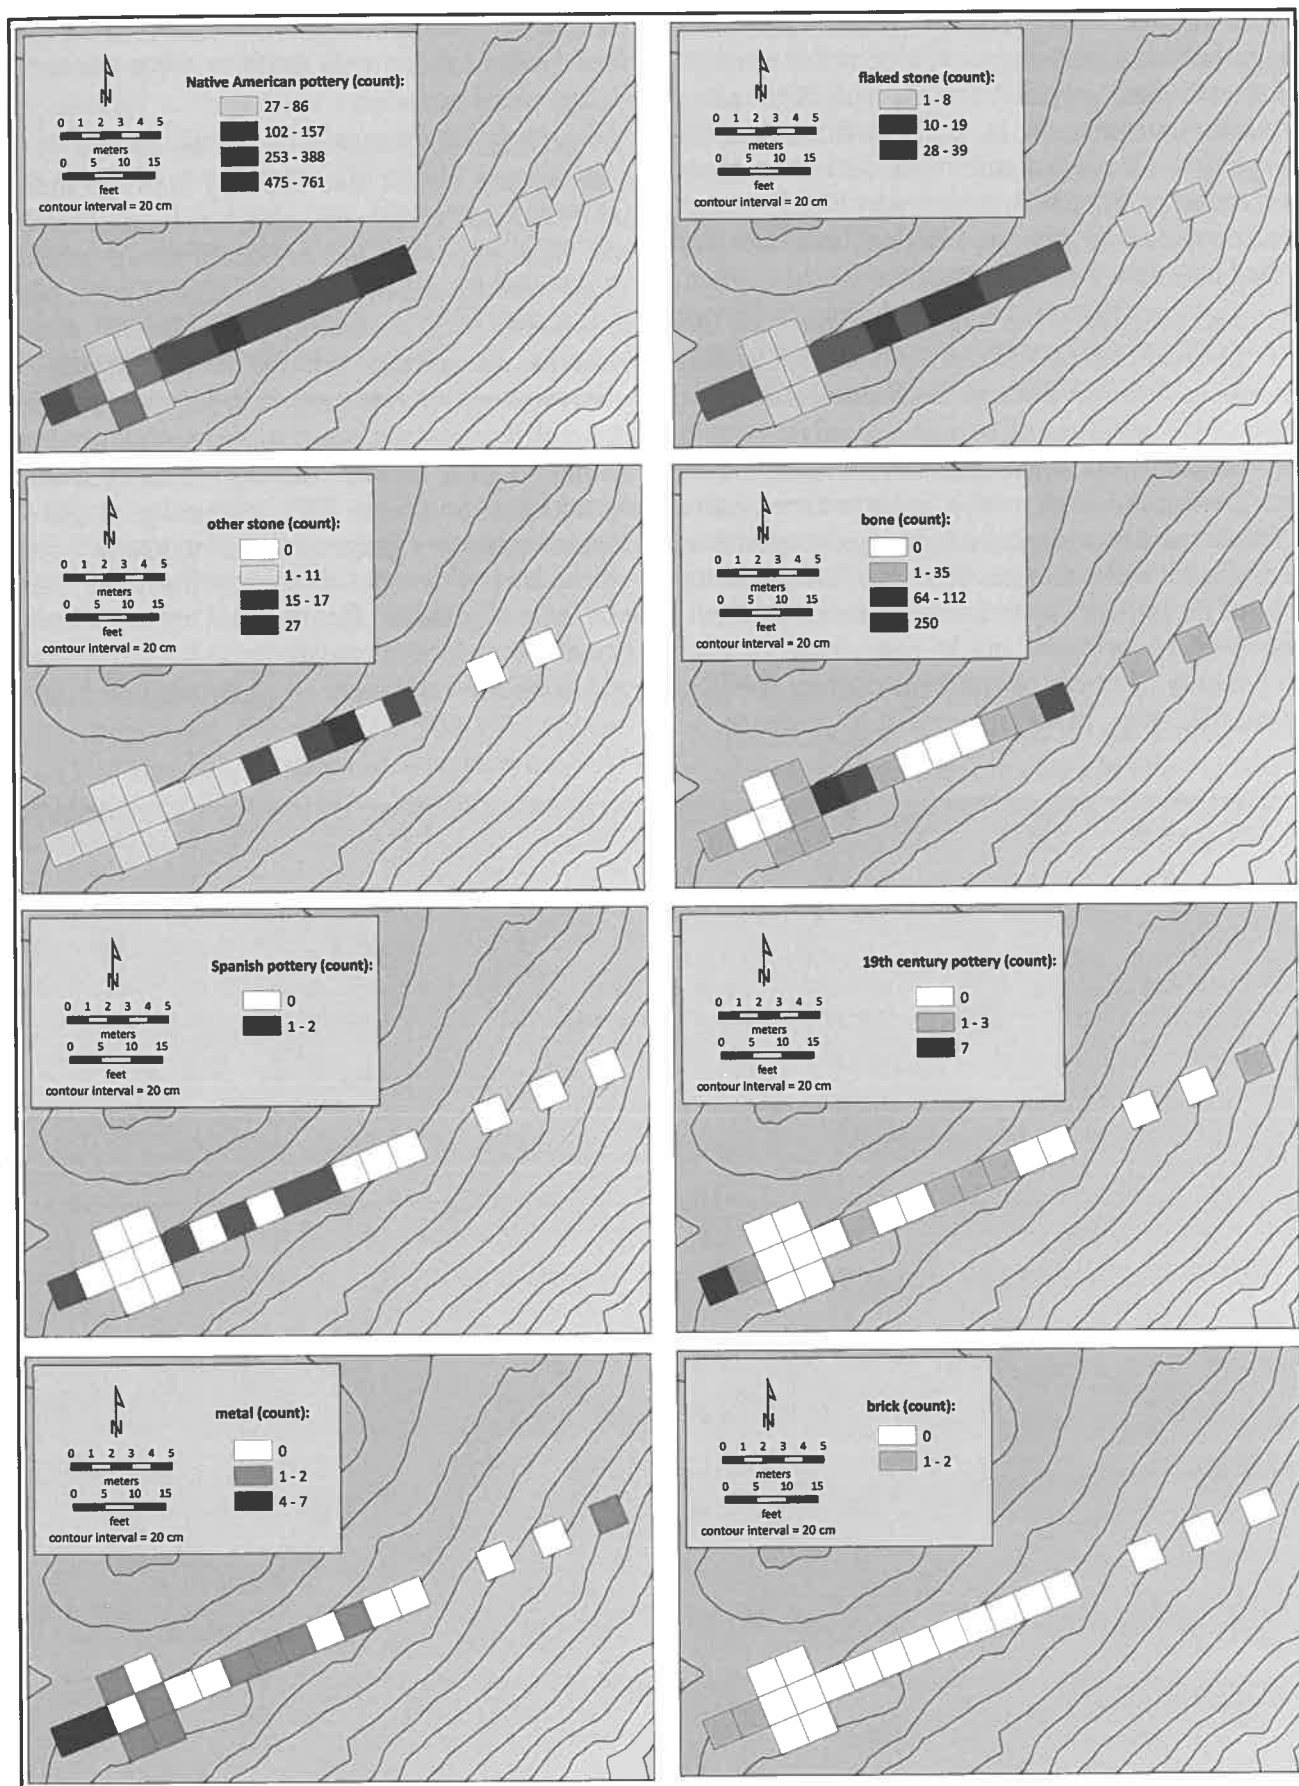 Native American pottery (count):
N
27 - 86
0 1 2 3 4 5
102 - 157
meters
253 - 388
0 5 10 15
475 - 761
feet
contour interval = 20 cm
flaked stone (count):
N
1 - 8
0 1 2 3 4 5
10 - 19
meters
28 - 39
0 5 10 15
feet
contour interval = 20 cm
other stone (count):
N
0
0 1 2 3 4 5
1 - 11
meters
15 - 17
0 5 10 15
27
feet
contour interval = 20 cm
bone (count):
N
0
0 1 2 3 4 5
1 - 35
meters
64 - 112
0 5 10 15
250
feet
contour interval = 20 cm
Spanish pottery (count):
N
0
0 1 2 3 4 5
1 - 2
meters
0 5 10 15
feet
contour interval = 20 cm
19th century pottery (count):
N
0
0 1 2 3 4 5
1 - 3
meters
7
0 5 10 15
feet
contour interval = 20 cm
metal (count):
N
0
0 1 2 3 4 5
1 - 2
meters
4 - 7
0 5 10 15
feet
contour interval = 20 cm
brick (count):
N
0
0 1 2 3 4 5
1 - 2
meters
0 5 10 15
feet
contour interval = 20 cm